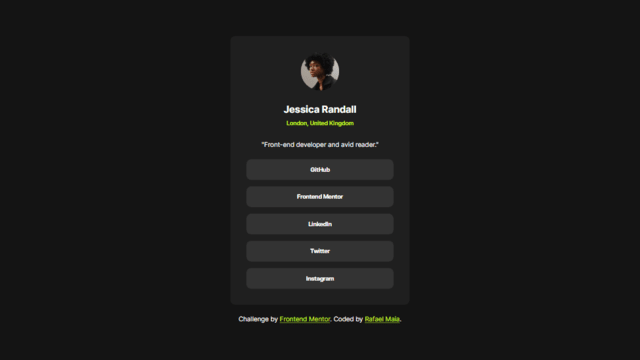 Jessica Randall
London, United Kingdom
"Front-end developer and avid reader."
GitHub
Frontend Mentor
LinkedIn
Twitter
Instagram
Challenge by Frontend Mentor. Coded by Rafael Maia.